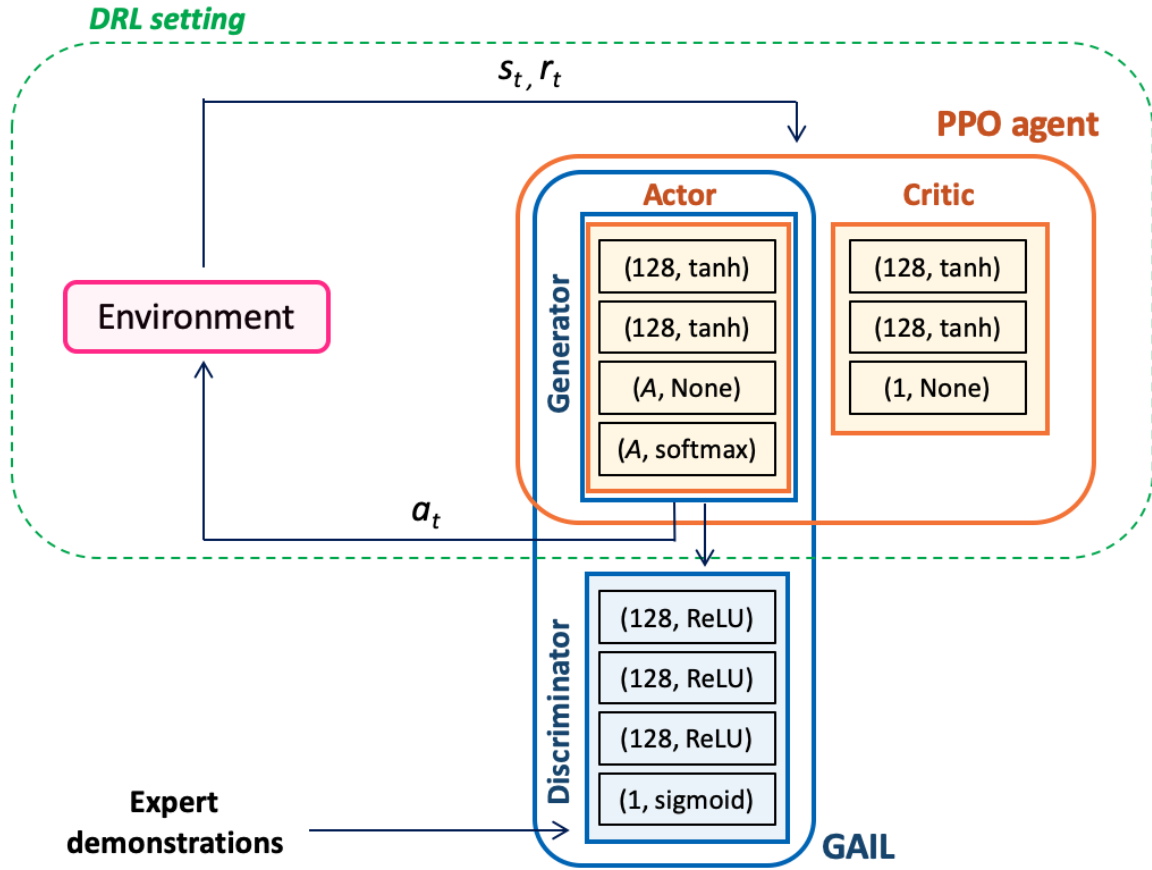 DRL setting
s_t, r_t
PPO agent
Actor
Critic
Generator
(128, tanh)
(128, tanh)
(A, None)
(A, softmax)
(128, tanh)
(128, tanh)
(1, None)
Environment
a_t
Discriminator
(128, ReLU)
(128, ReLU)
(128, ReLU)
(1, sigmoid)
Expert
demonstrations
GAIL